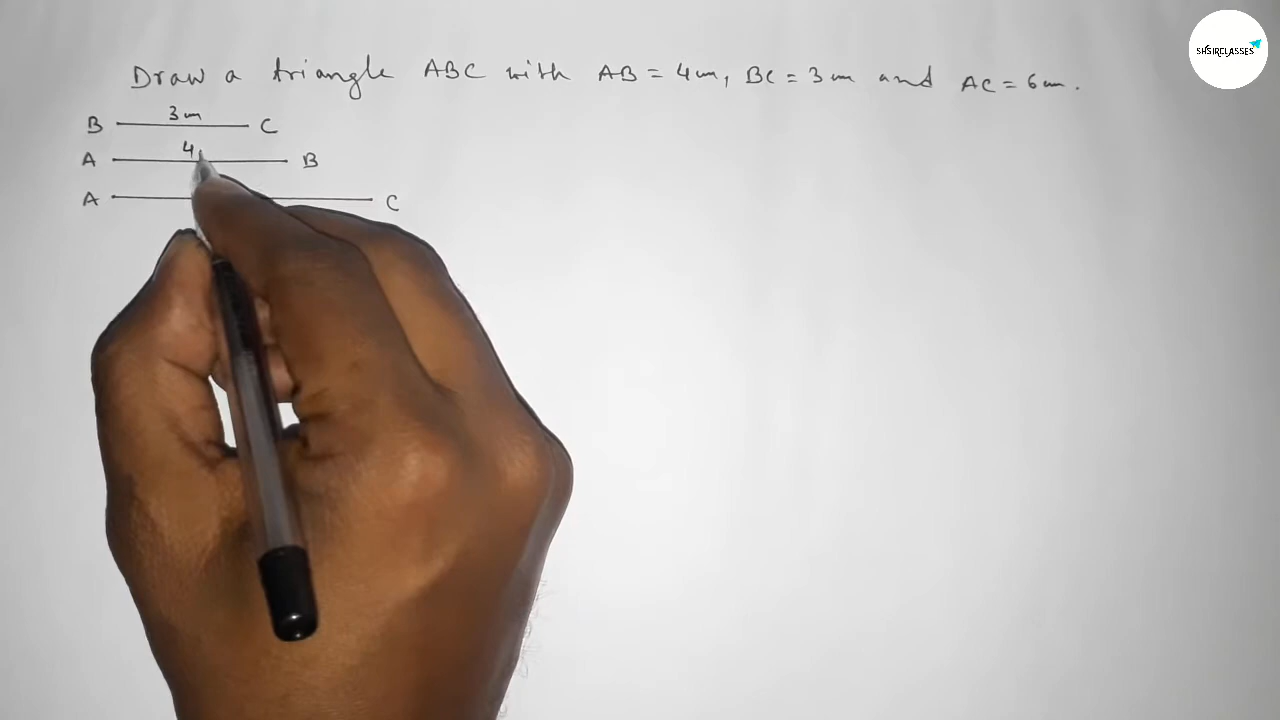 SHSIRCLASSES
Draw a triangle ABC with AB = 4cm, BC = 3cm and AC = 6cm.
B 3cm C
A 4 B
A C